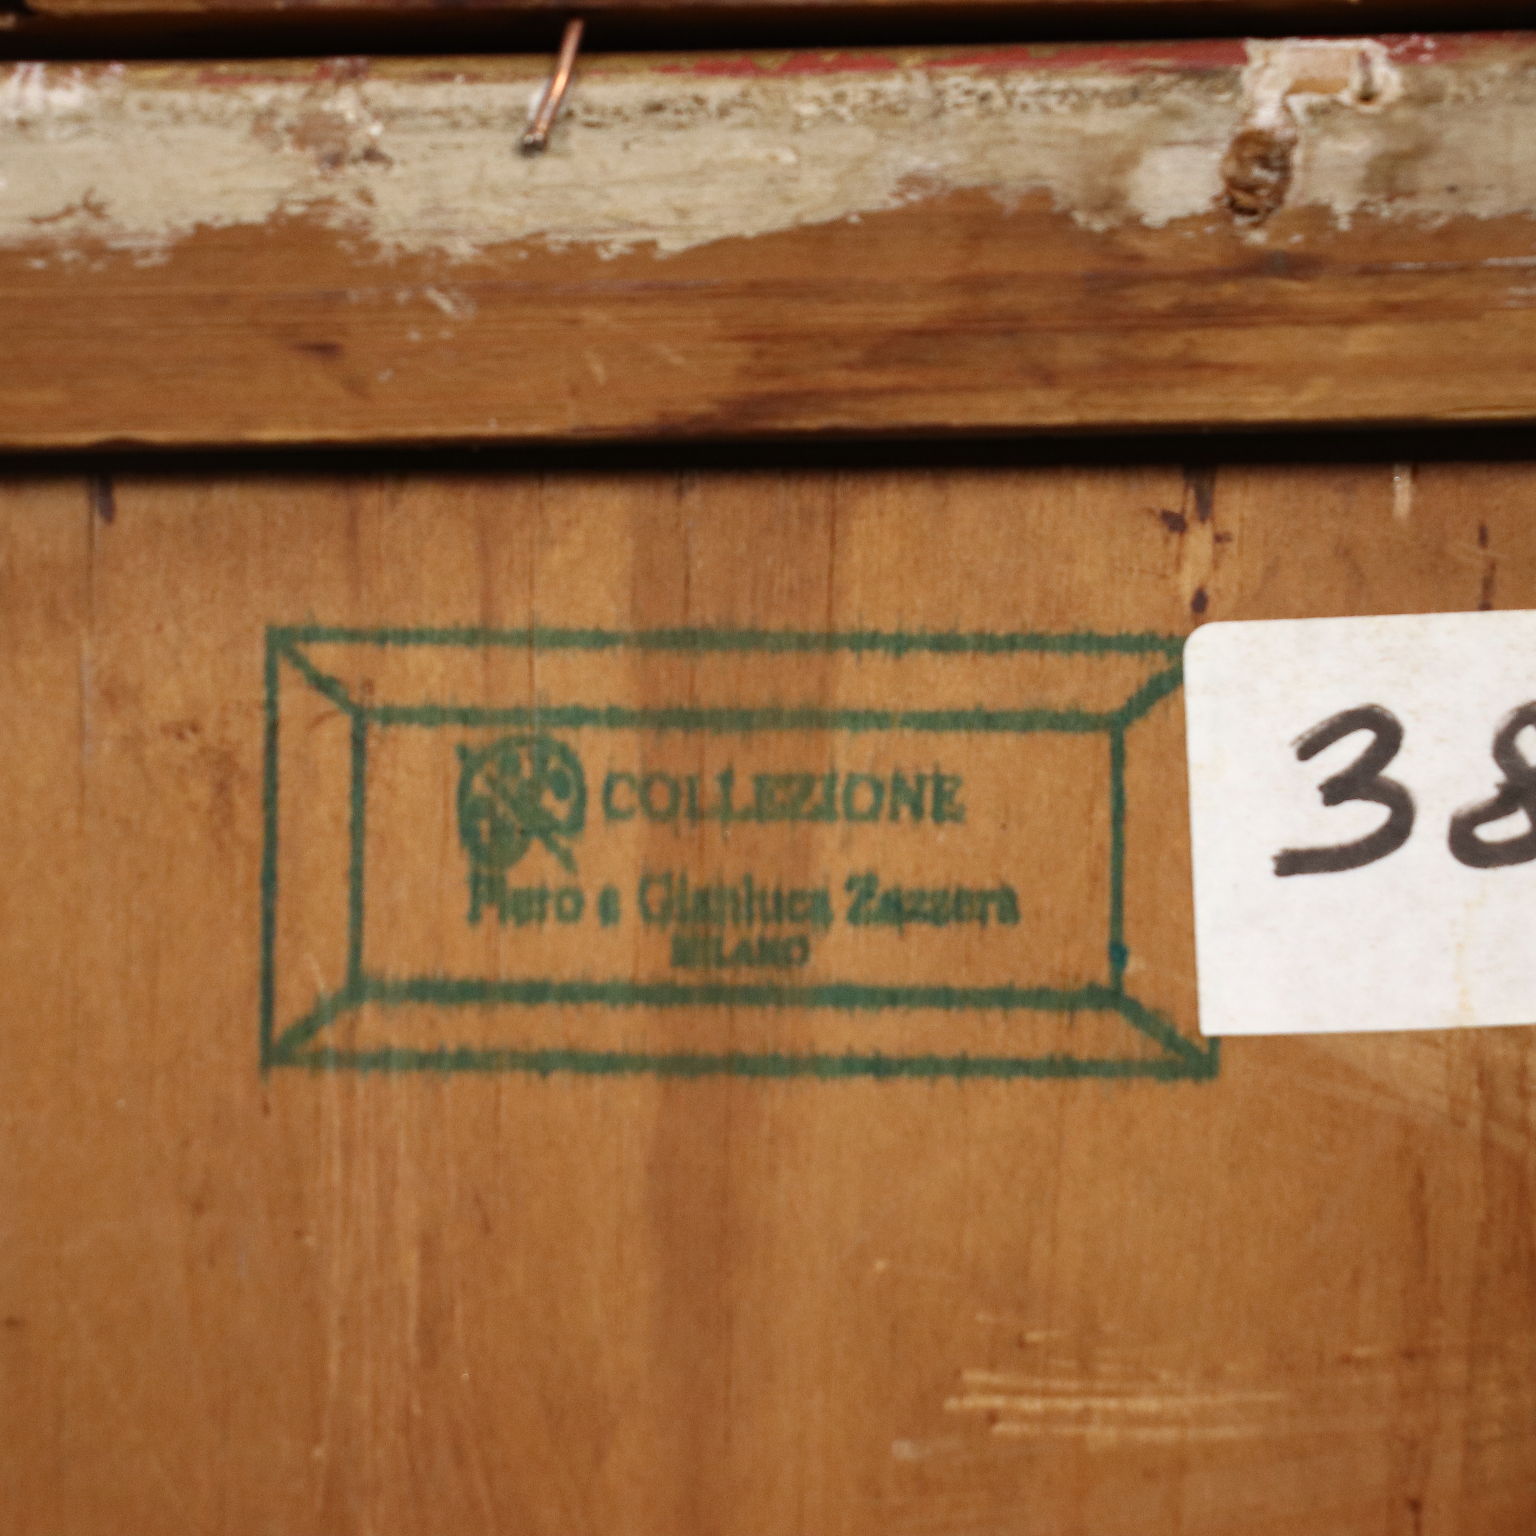 COLLEZIONE
Piero e Gianluca Zazzera
MILANO
38